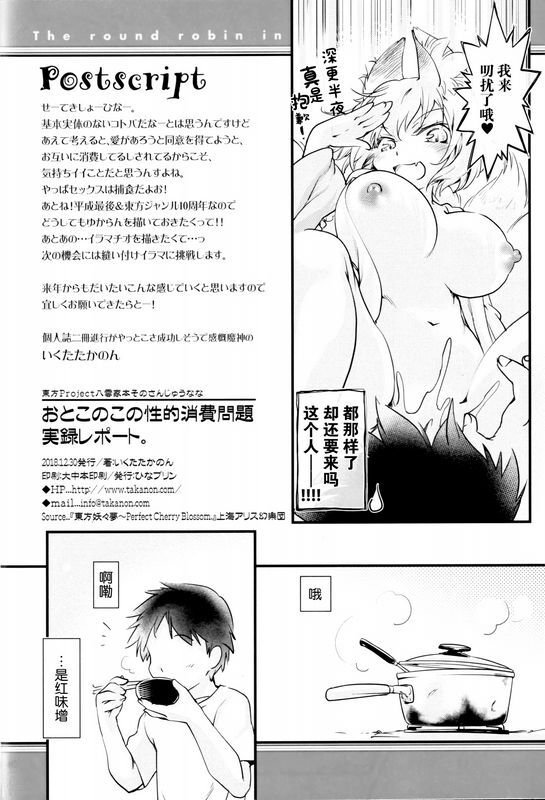 The round robin in
Postscript
せーてきしょーひなー。
基本実体のないコトバだなーとは思うんですけど
あえて考えると、愛があろうと同意を得てようと、
お互いに消費してるしされてるからこそ、
気持ちイイことだと思うんすよね。
やっぱセックスは捕食だよお!
あとね!平成最後&東方ジャンル10周年なので
どうしてもゆからんを描いておきたくって!!
あとあの…イラマチオを描きたくて…っ
次の機会には縫い付けイラマに挑戦します。
来年からもだいたいこんな感じでいくと思いますので
宜しくお願いできたらとー!
個人誌二冊進行がやっとこさ成功しそうで感慨魔神の
いくたたかのん
東方Project八雲家本そのさんじゅうなな
おとこのこの性的消費問題
実録レポート。
2018.12.30発行/著:いくたたかのん
印刷:大中本印刷/発行:ひなプリン
◆HP…http://www.takanon.com/
◆mail…info@takanon.com
Source…『東方妖々夢~Perfect Cherry Blossom.』上海アリス幻樂団
我来
叨扰了哦♥
深更半夜
真是
抱歉!
都那样了
却还要来吗
这个人——
!!!!
哦
啊嘞
…是红味增